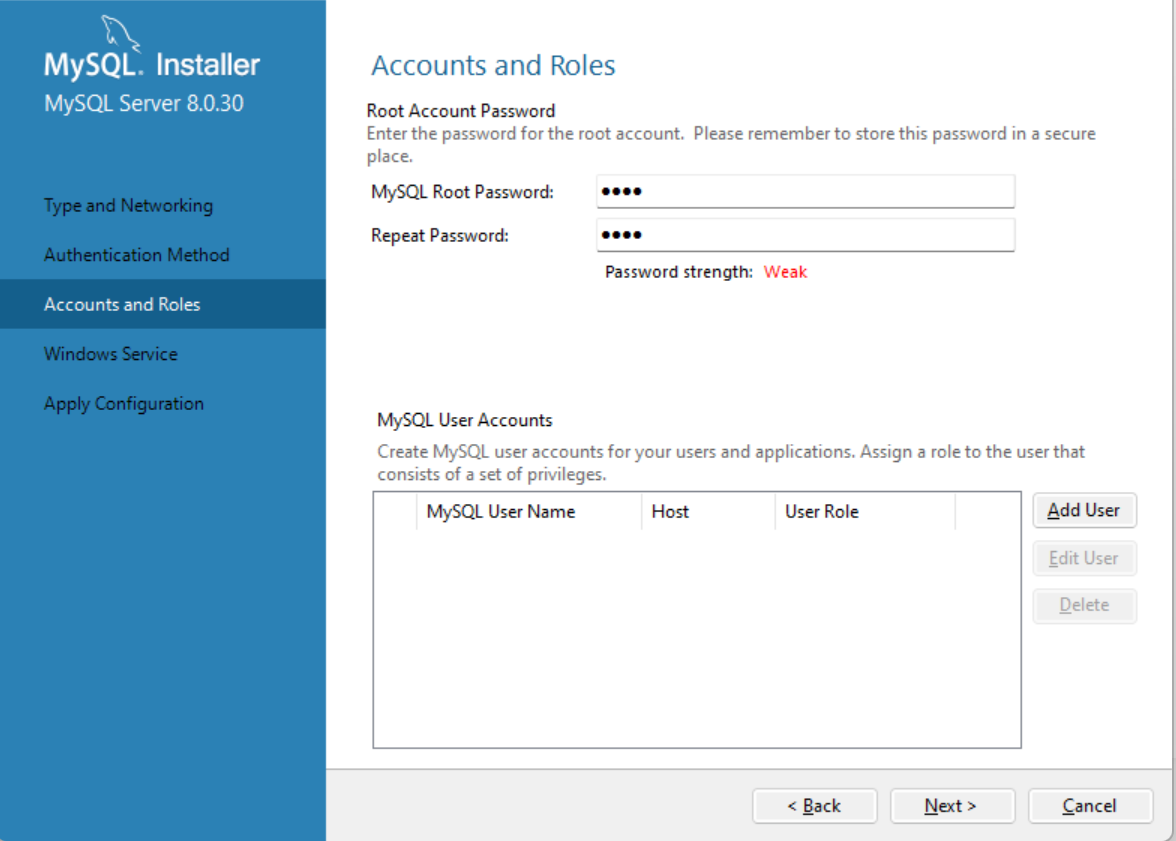 MySQL. Installer
MySQL Server 8.0.30
Type and Networking
Authentication Method
Accounts and Roles
Windows Service
Apply Configuration
Accounts and Roles
Root Account Password
Enter the password for the root account.  Please remember to store this password in a secure
place.
MySQL Root Password: ●●●●
Repeat Password: ●●●●
Password strength: Weak
MySQL User Accounts
Create MySQL user accounts for your users and applications. Assign a role to the user that
consists of a set of privileges.
MySQL User Name Host User Role
Add User
Edit User
Delete
< Back Next > Cancel